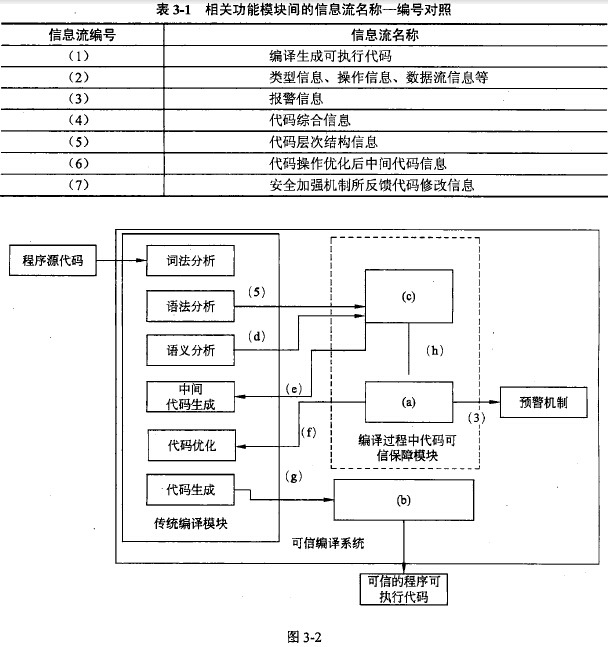 表 3-1 相关功能模块间的信息流名称—编号对照
信息流编号 信息流名称
（1） 编译生成可执行代码
（2） 类型信息、操作信息、数据流信息等
（3） 报警信息
（4） 代码综合信息
（5） 代码层次结构信息
（6） 代码操作优化后中间代码信息
（7） 安全加强机制所反馈代码修改信息
程序源代码
词法分析
语法分析
(5)
(c)
语义分析
(d)
(h)
中间
代码生成
(e)
(a)
(3)
预警机制
代码优化
(f)
编译过程中代码可
信保障模块
代码生成
(g)
(b)
传统编译模块
可信编译系统
可信的程序可
执行代码
图 3-2